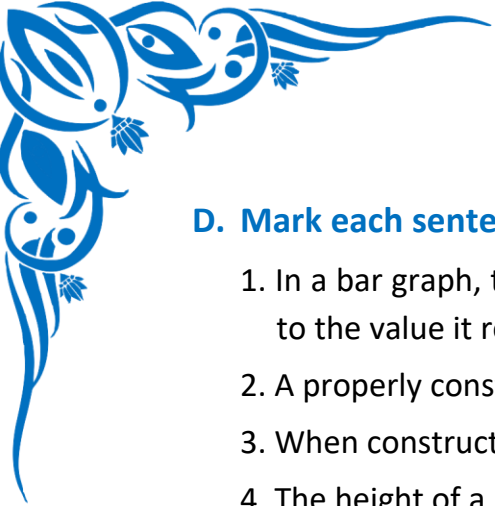 D. Mark each sente
1. In a bar graph, t
to the value it r
2. A properly cons
3. When construct
4. The height of a